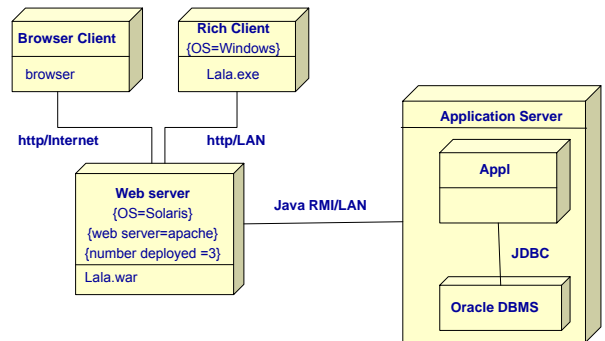 Browser Client
browser
Rich Client
{OS=Windows}
Lala.exe
http/Internet
http/LAN
Web server
{OS=Solaris}
{web server=apache}
{number deployed =3}
Lala.war
Java RMI/LAN
Application Server
Appl
JDBC
Oracle DBMS